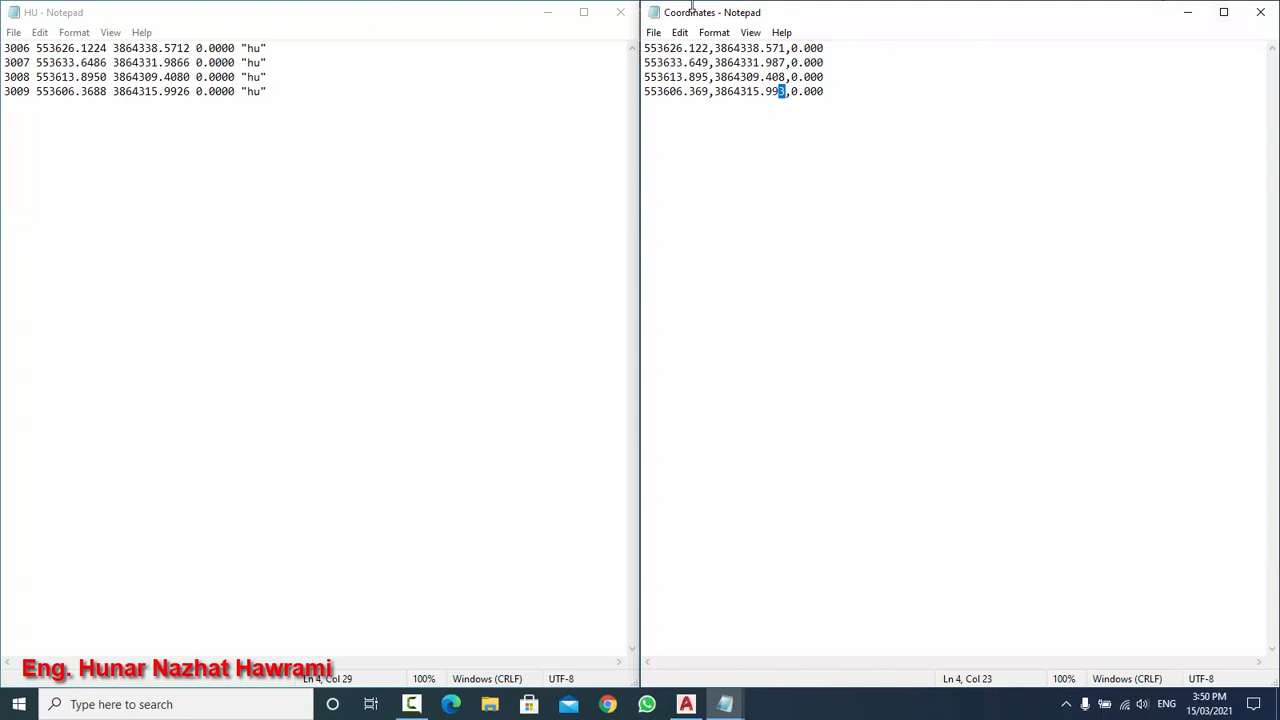 HU - Notepad
File Edit Format View Help
3006 553626.1224 3864338.5712 0.0000 "hu"
3007 553633.6486 3864331.9866 0.0000 "hu"
3008 553613.8950 3864309.4080 0.0000 "hu"
3009 553606.3688 3864315.9926 0.0000 "hu"
Ln 4, Col 29 100% Windows (CRLF) UTF-8
Coordinates - Notepad
File Edit Format View Help
553626.122,3864338.571,0.000
553633.649,3864331.987,0.000
553613.895,3864309.408,0.000
553606.369,3864315.993,0.000
Ln 4, Col 23 100% Windows (CRLF) UTF-8
Eng. Hunar Nazhat Hawrami
Type here to search
ENG
3:50 PM
15/03/2021